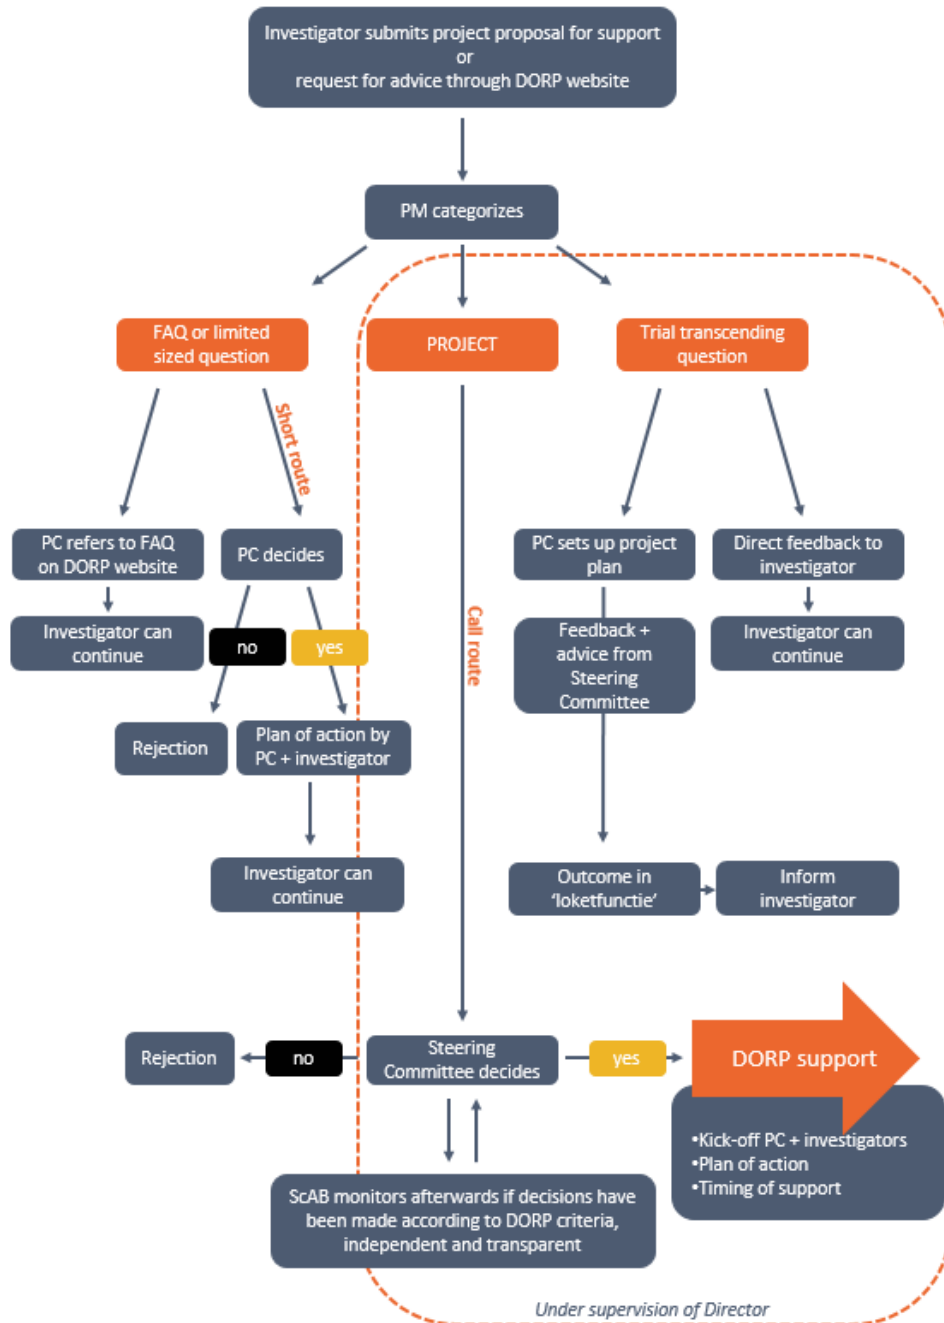 Investigator submits project proposal for support
or
request for advice through DORP website
PM categorizes
FAQ or limited
sized question
PROJECT
Trial transcending
question
Short route
PC refers to FAQ
on DORP website
PC decides
PC sets up project
plan
Direct feedback to
investigator
Investigator can
continue
no
yes
Call route
Feedback +
advice from
Steering
Committee
Investigator can
continue
Rejection
Plan of action by
PC + investigator
Investigator can
continue
Outcome in
'loketfunctie'
Inform
investigator
Rejection
no
Steering
Committee decides
yes
DORP support
•Kick-off PC + investigators
•Plan of action
•Timing of support
ScAB monitors afterwards if decisions have
been made according to DORP criteria,
independent and transparent
Under supervision of Director